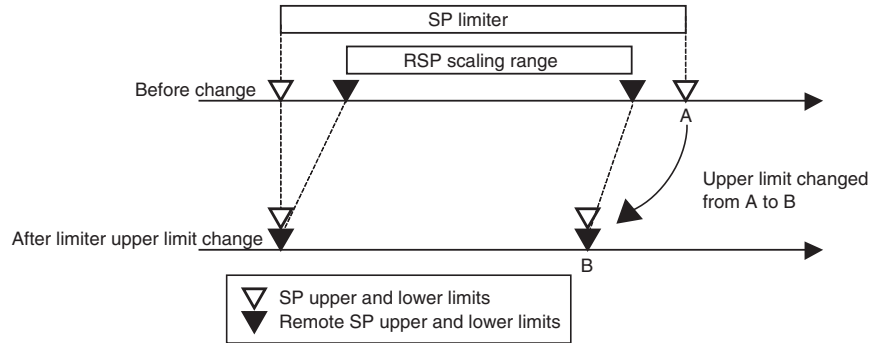 SP limiter
RSP scaling range
Before change
A
Upper limit changed
from A to B
After limiter upper limit change
B
SP upper and lower limits
Remote SP upper and lower limits